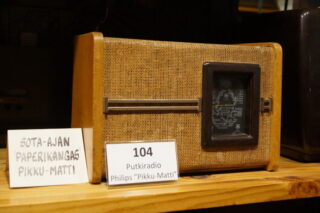 SOTA-AJAN
PAPERIKANGAS
PIKKU-MATTI
104
Putkiradio
Philips "Pikku-Matti"